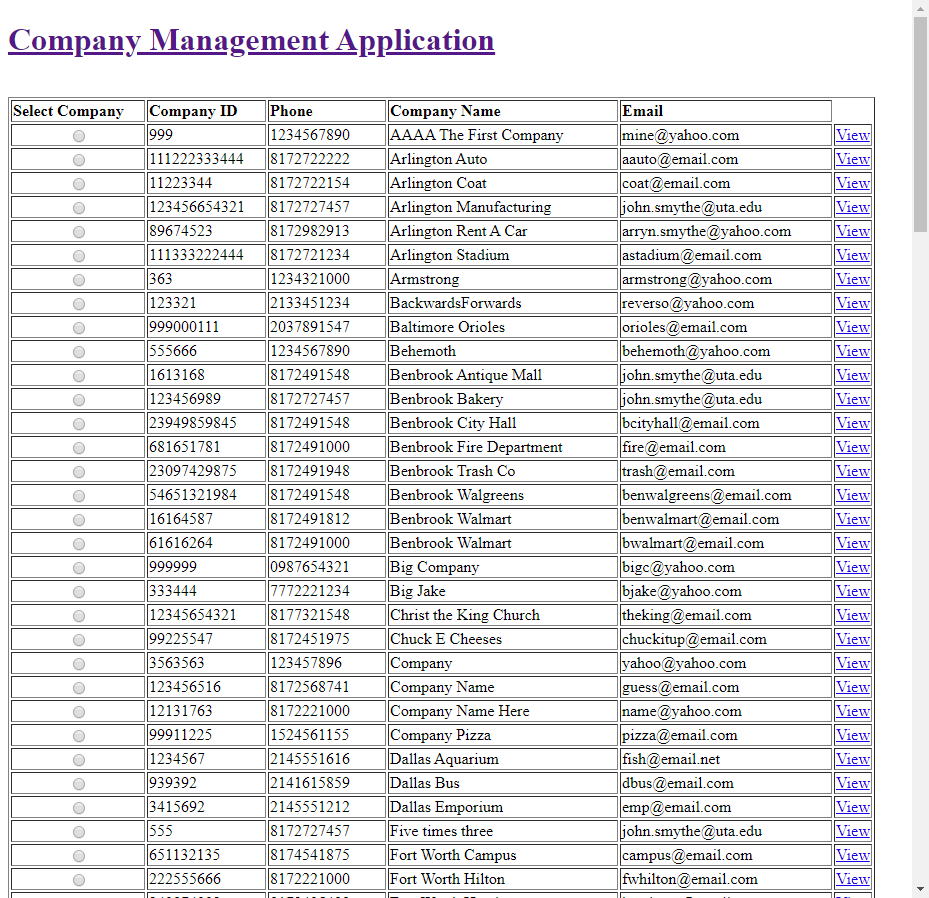 Company Management Application
Select Company Company ID Phone Company Name Email
999 1234567890 AAAA The First Company mine@yahoo.com View
111222333444 8172722222 Arlington Auto aauto@email.com View
11223344 8172722154 Arlington Coat coat@email.com View
123456654321 8172727457 Arlington Manufacturing john.smythe@uta.edu View
89674523 8172982913 Arlington Rent A Car arryn.smythe@yahoo.com View
111333222444 8172721234 Arlington Stadium astadium@email.com View
363 1234321000 Armstrong armstrong@yahoo.com View
123321 2133451234 BackwardsForwards reverso@yahoo.com View
999000111 2037891547 Baltimore Orioles orioles@email.com View
555666 1234567890 Behemoth behemoth@yahoo.com View
1613168 8172491548 Benbrook Antique Mall john.smythe@uta.edu View
123456989 8172727457 Benbrook Bakery john.smythe@uta.edu View
23949859845 8172491548 Benbrook City Hall bcityhall@email.com View
681651781 8172491000 Benbrook Fire Department fire@email.com View
23097429875 8172491948 Benbrook Trash Co trash@email.com View
54651321984 8172491548 Benbrook Walgreens benwalgreens@email.com View
16164587 8172491812 Benbrook Walmart benwalmart@email.com View
61616264 8172491000 Benbrook Walmart bwalmart@email.com View
999999 0987654321 Big Company bigc@yahoo.com View
333444 7772221234 Big Jake bjake@yahoo.com View
12345654321 8177321548 Christ the King Church theking@email.com View
99225547 8172451975 Chuck E Cheeses chuckitup@email.com View
3563563 123457896 Company yahoo@yahoo.com View
123456516 8172568741 Company Name guess@email.com View
12131763 8172221000 Company Name Here name@yahoo.com View
99911225 1524561155 Company Pizza pizza@email.com View
1234567 2145551616 Dallas Aquarium fish@email.net View
939392 2141615859 Dallas Bus dbus@email.com View
3415692 2145551212 Dallas Emporium emp@email.com View
555 8172727457 Five times three john.smythe@uta.edu View
651132135 8174541875 Fort Worth Campus campus@email.com View
222555666 8172221000 Fort Worth Hilton fwhilton@email.com View